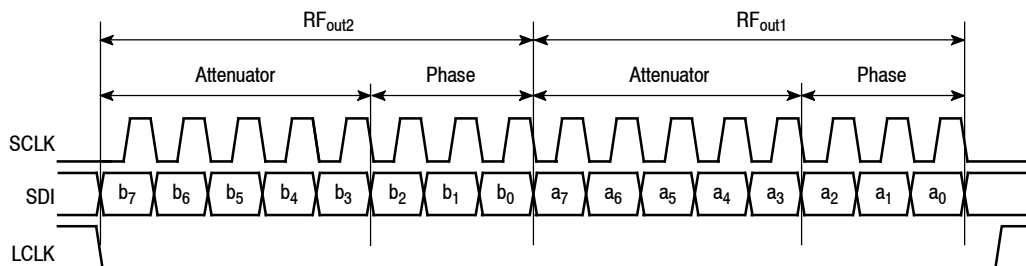 RFout2 RFout1
Attenuator Phase Attenuator Phase
SCLK
SDI b7 b6 b5 b4 b3 b2 b1 b0 a7 a6 a5 a4 a3 a2 a1 a0
LCLK